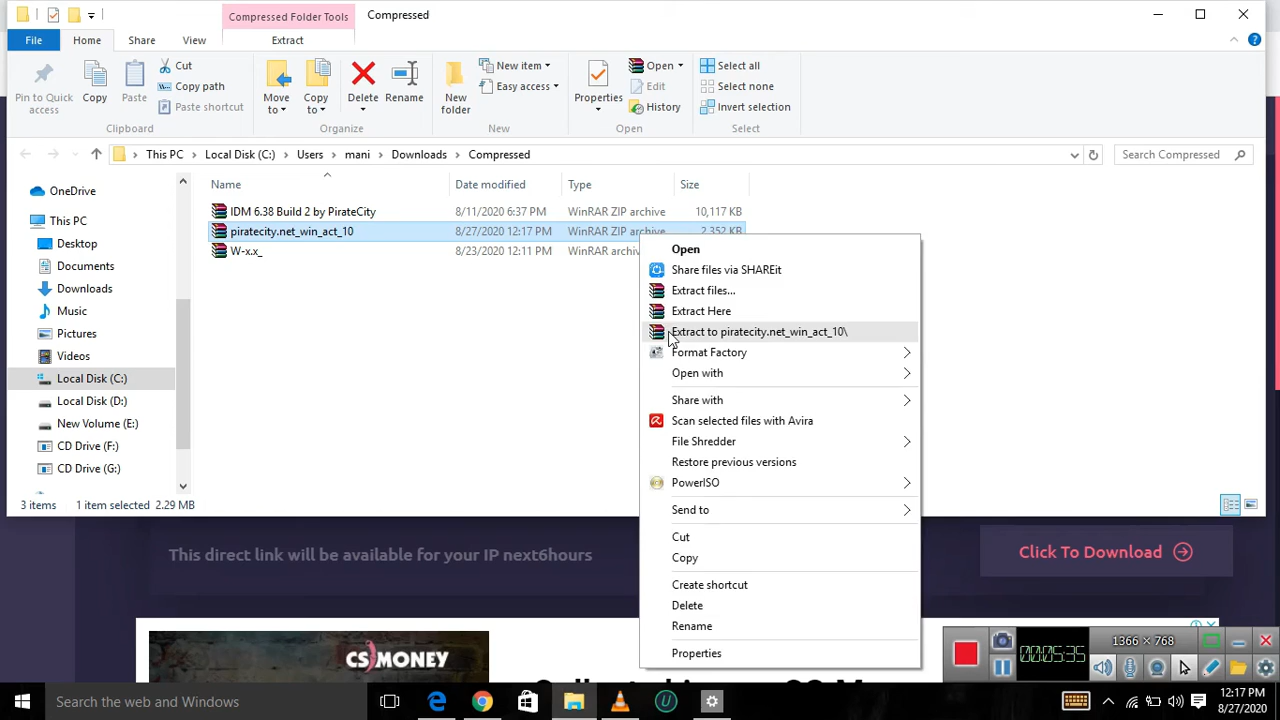 Compressed Folder Tools
Compressed
File
Home
Share
View
Extract
Pin to Quick access
Copy
Paste
Cut
Copy path
Paste shortcut
Move to
Copy to
Delete
Rename
New folder
New item
Easy access
Properties
Open
Edit
History
Select all
Select none
Invert selection
Clipboard
Organize
New
Open
Select
This PC
Local Disk (C:)
Users
mani
Downloads
Compressed
Search Compressed
Name
Date modified
Type
Size
OneDrive
This PC
Desktop
Documents
Downloads
Music
Pictures
Videos
Local Disk (C:)
Local Disk (D:)
New Volume (E:)
CD Drive (F:)
CD Drive (G:)
IDM 6.38 Build 2 by PirateCity 8/11/2020 6:37 PM WinRAR ZIP archive 10,117 KB
piratecity.net_win_act_10 8/27/2020 12:17 PM WinRAR ZIP archive 2,352 KB
W-x.x_ 8/23/2020 12:11 PM WinRAR
Open
Share files via SHAREit
Extract files...
Extract Here
Extract to piratecity.net_win_act_10\
Format Factory
Open with
Share with
Scan selected files with Avira
File Shredder
Restore previous versions
PowerISO
Send to
Cut
Copy
Create shortcut
Delete
Rename
Properties
3 items 1 item selected 2.29 MB
This direct link will be available for your IP next6hours
Click To Download
CS MONEY
1366 × 768
00:05:35
Search the web and Windows
12:17 PM
8/27/2020